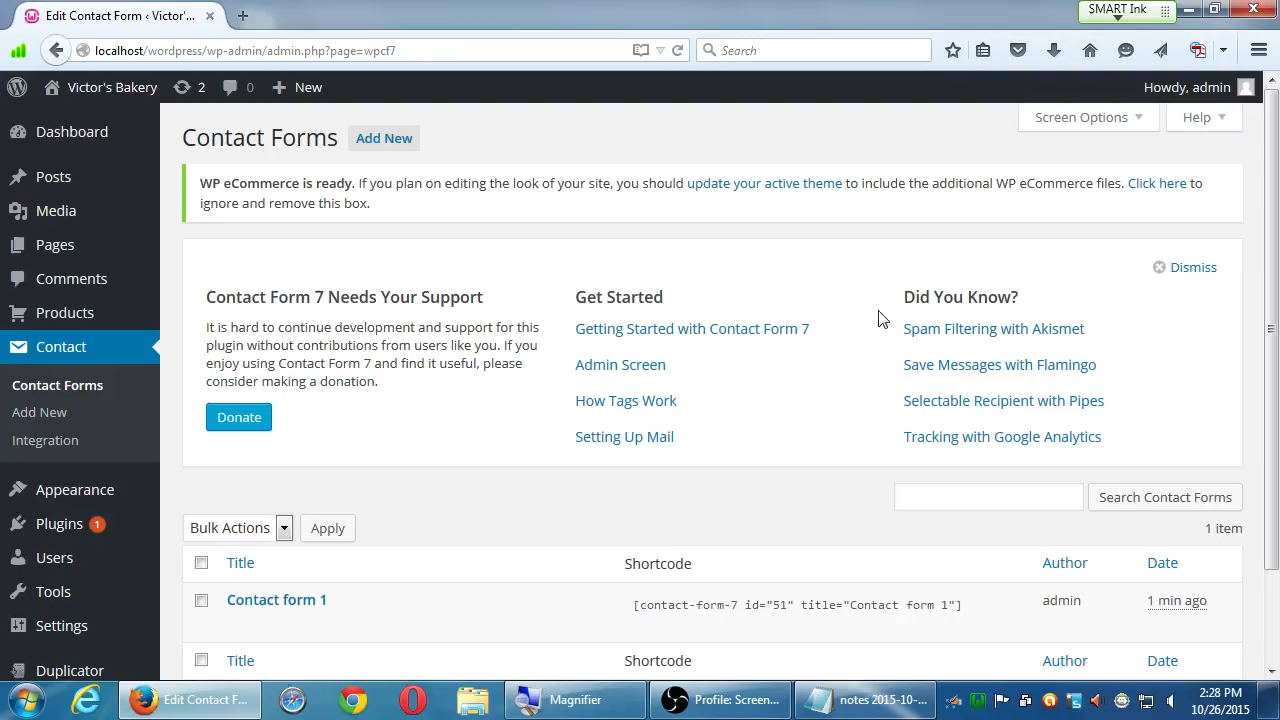 Edit Contact Form ‹ Victor'... ×
SMART Ink
localhost/wordpress/wp-admin/admin.php?page=wpcf7
Search
Victor's Bakery
2
0
New
Howdy, admin
Dashboard
Posts
Media
Pages
Comments
Products
Contact
Contact Forms
Add New
Integration
Appearance
Plugins 1
Users
Tools
Settings
Duplicator
Screen Options
Help
Contact Forms
Add New
WP eCommerce is ready. If you plan on editing the look of your site, you should update your active theme to include the additional WP eCommerce files. Click here to
ignore and remove this box.
Dismiss
Contact Form 7 Needs Your Support
It is hard to continue development and support for this
plugin without contributions from users like you. If you
enjoy using Contact Form 7 and find it useful, please
consider making a donation.
Donate
Get Started
Getting Started with Contact Form 7
Admin Screen
How Tags Work
Setting Up Mail
Did You Know?
Spam Filtering with Akismet
Save Messages with Flamingo
Selectable Recipient with Pipes
Tracking with Google Analytics
Search Contact Forms
Bulk Actions
Apply
1 item
Title Shortcode Author Date
Contact form 1 [contact-form-7 id="51" title="Contact form 1"] admin 1 min ago
Title Shortcode Author Date
Edit Contact F...
Magnifier
Profile: Screen...
notes 2015-10-...
2:28 PM
10/26/2015